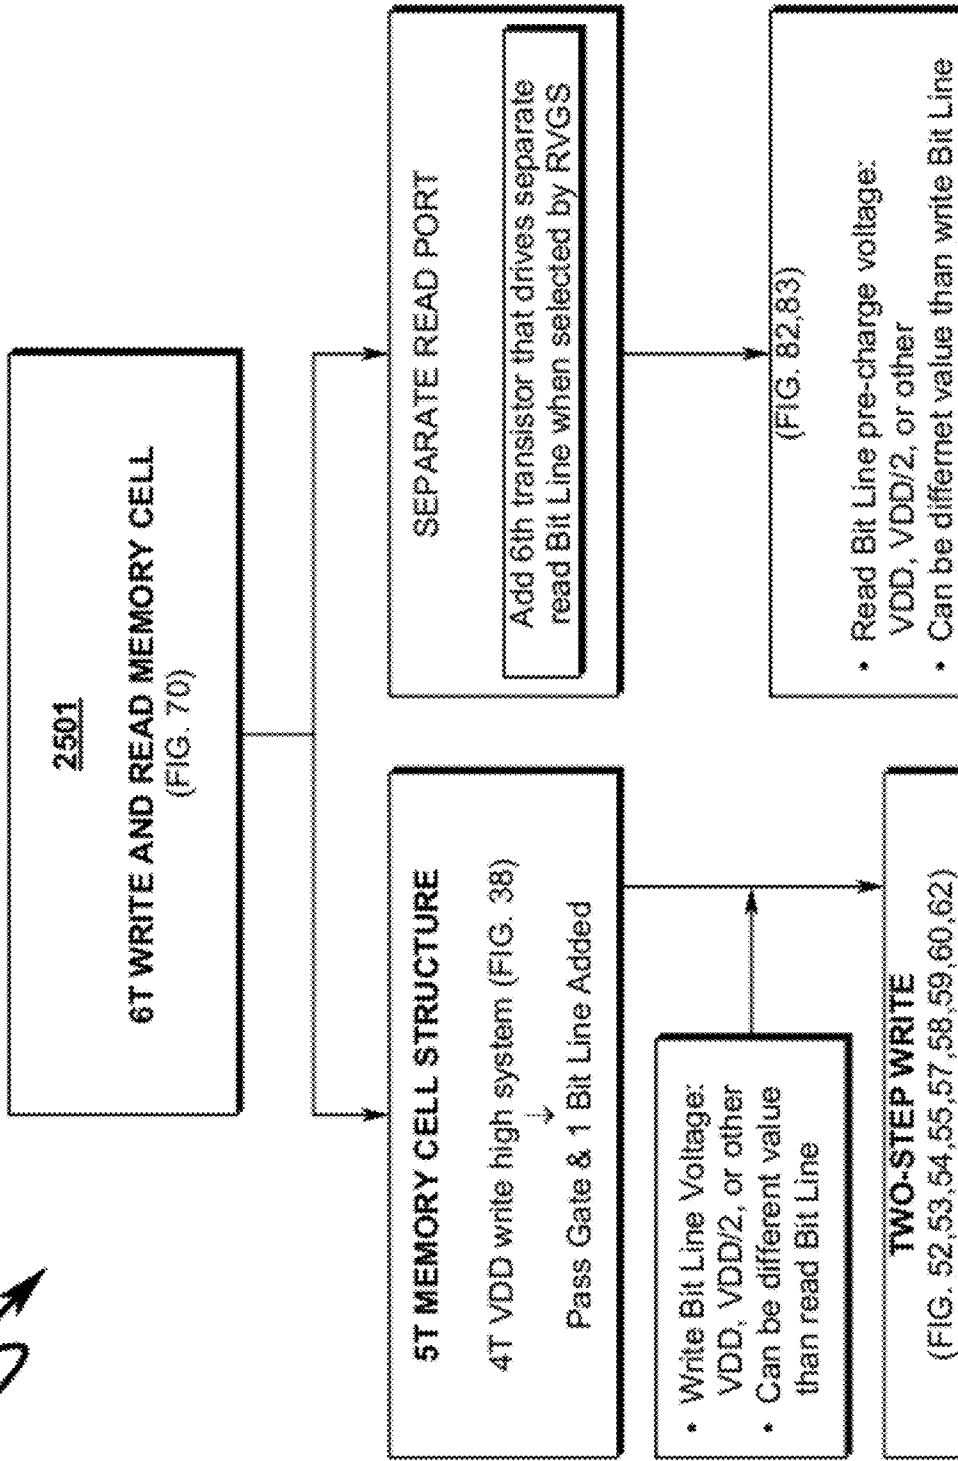 2501
6T WRITE AND READ MEMORY CELL
(FIG. 70)
5T MEMORY CELL STRUCTURE
4T VDD write high system (FIG. 38)
↓
Pass Gate & 1 Bit Line Added
• Write Bit Line Voltage:
VDD, VDD/2, or other
• Can be different value
than read Bit Line
TWO-STEP WRITE
(FIG. 52,53,54,55,57,58,59,60,62)
SEPARATE READ PORT
Add 6th transistor that drives separate
read Bit Line when selected by RVGS
(FIG. 82,83)
• Read Bit Line pre-charge voltage:
VDD, VDD/2, or other
• Can be differnet value than write Bit Line